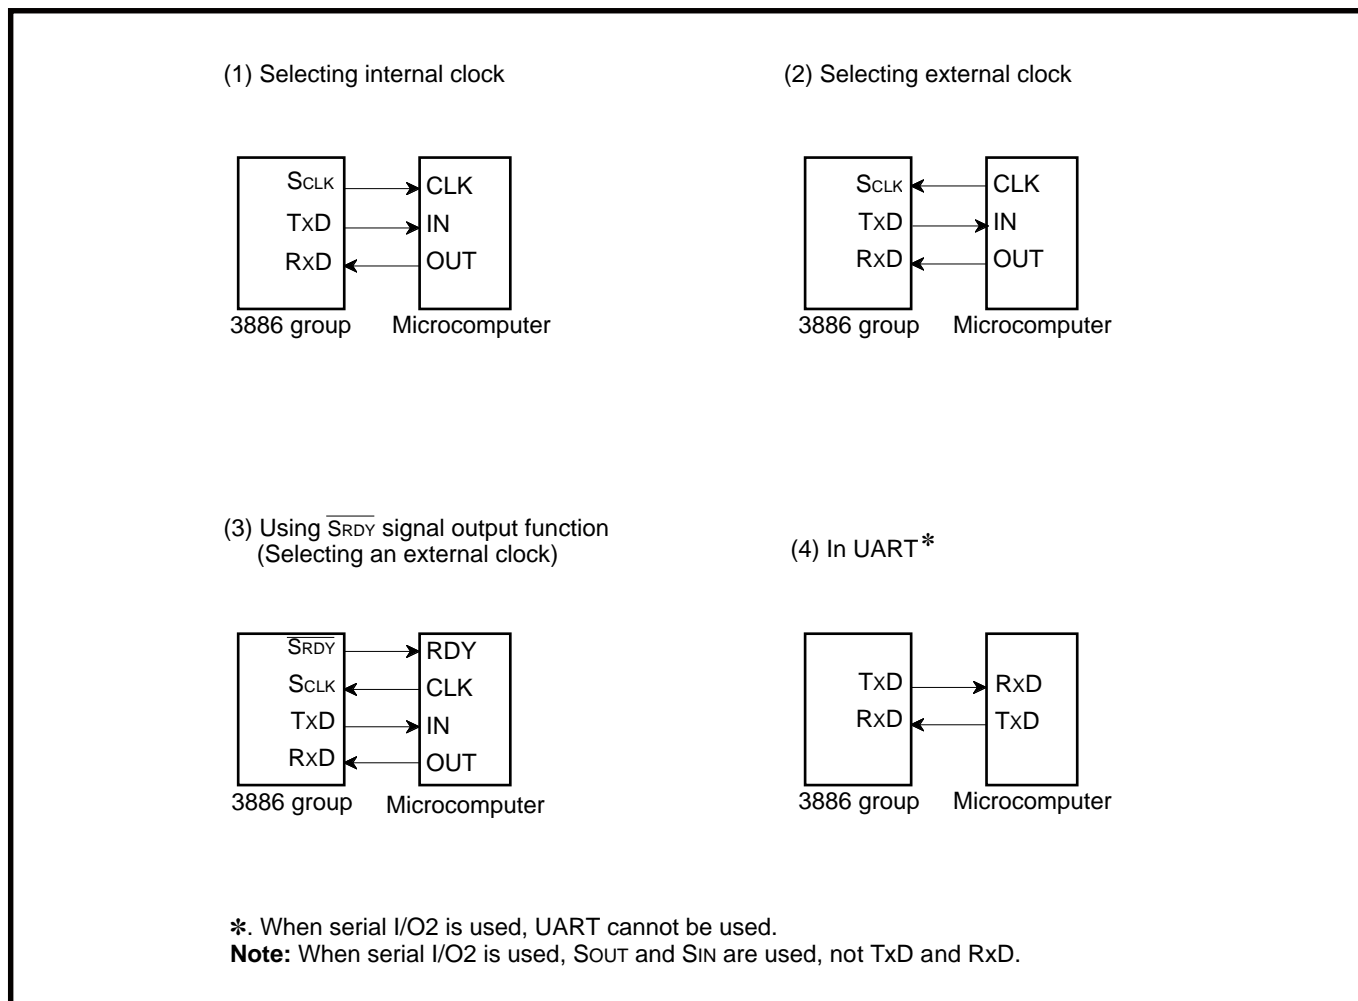 (1) Selecting internal clock
SCLK CLK
TXD IN
RXD OUT
3886 group Microcomputer
(2) Selecting external clock
SCLK CLK
TXD IN
RXD OUT
3886 group Microcomputer
(3) Using S̅R̅D̅Y̅ signal output function
(Selecting an external clock)
S̅R̅D̅Y̅ RDY
SCLK CLK
TXD IN
RXD OUT
3886 group Microcomputer
(4) In UART✽
TXD RXD
RXD TXD
3886 group Microcomputer
✽. When serial I/O2 is used, UART cannot be used.
Note: When serial I/O2 is used, SOUT and SIN are used, not TxD and RxD.